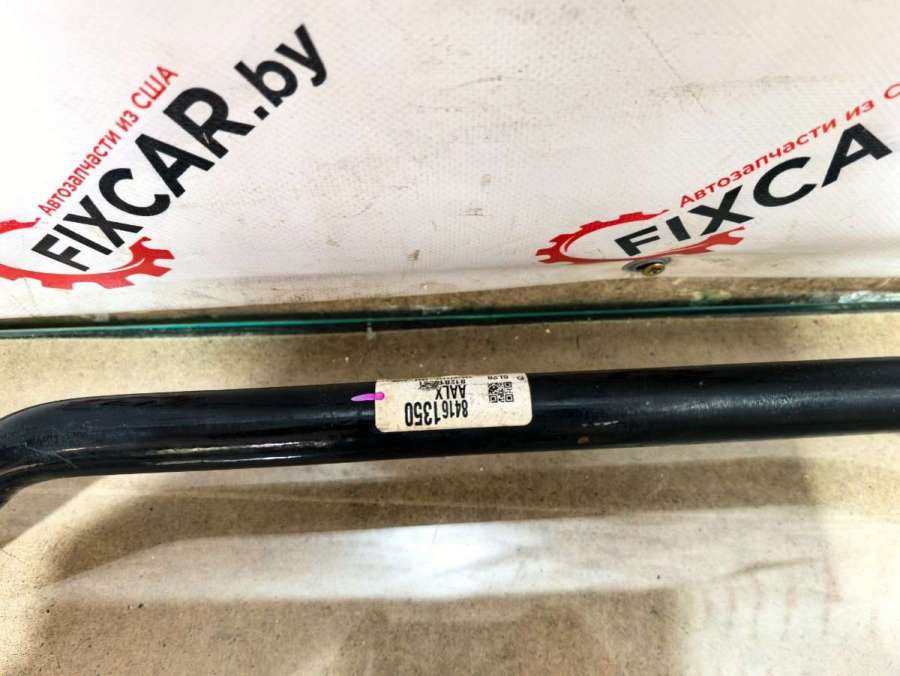 Автозапчасти из США
FIXCAR.by
Автозапчасти из С
FIXCA
84161350
AALX